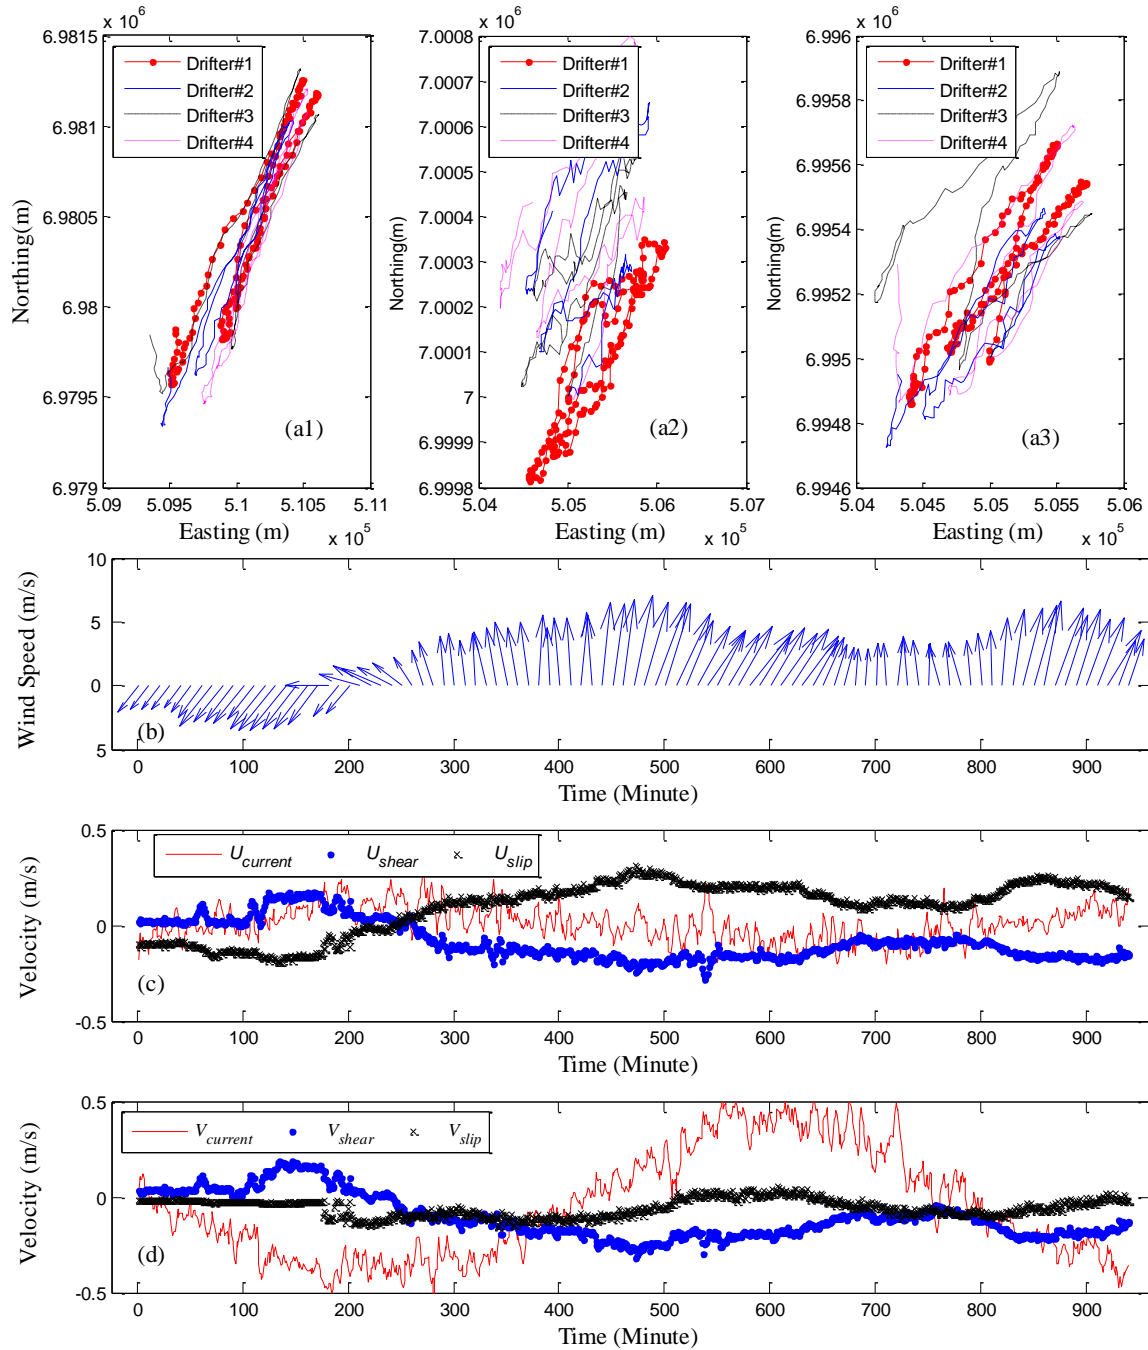 x 10^6
x 10^6
x 10^6
6.9815
6.981
6.9805
6.98
6.9795
6.979
Northing(m)
Drifter#1
Drifter#2
Drifter#3
Drifter#4
(a1)
5.09 5.095 5.1 5.105 5.11
Easting (m)
x 10^5
7.0008
7.0007
7.0006
7.0005
7.0004
7.0003
7.0002
7.0001
7
6.9999
6.9998
Northing(m)
Drifter#1
Drifter#2
Drifter#3
Drifter#4
(a2)
5.04 5.05 5.06 5.07
Easting (m)
x 10^5
6.996
6.9958
6.9956
6.9954
6.9952
6.995
6.9948
6.9946
Northing(m)
Drifter#1
Drifter#2
Drifter#3
Drifter#4
(a3)
5.04 5.045 5.05 5.055 5.06
Easting (m)
x 10^5
Wind Speed (m/s)
10
5
0
5
(b)
0 100 200 300 400 500 600 700 800 900
Time (Minute)
Velocity (m/s)
0.5
0
-0.5
U_current U_shear U_slip
(c)
0 100 200 300 400 500 600 700 800 900
Time (Minute)
Velocity (m/s)
0.5
0
-0.5
V_current V_shear V_slip
(d)
0 100 200 300 400 500 600 700 800 900
Time (Minute)